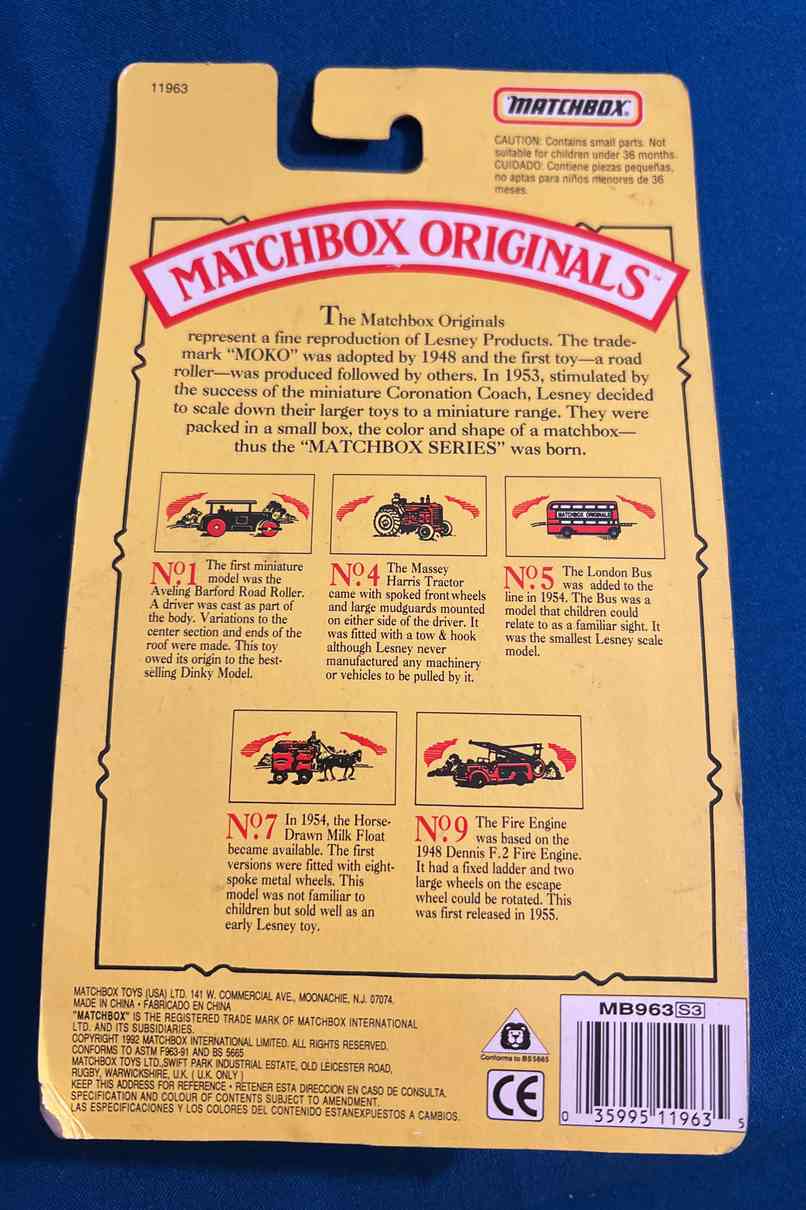 11963
MATCHBOX®
CAUTION: Contains small parts. Not
suitable for children under 36 months.
CUIDADO: Contiene piezas pequeñas,
no aptas para niños menores de 36
meses.
MATCHBOX ORIGINALS™
The Matchbox Originals
represent a fine reproduction of Lesney Products. The trade-
mark “MOKO” was adopted by 1948 and the first toy—a road
roller—was produced followed by others. In 1953, stimulated by
the success of the miniature Coronation Coach, Lesney decided
to scale down their larger toys to a miniature range. They were
packed in a small box, the color and shape of a matchbox—
thus the “MATCHBOX SERIES” was born.
MATCHBOX ORIGINALS
No.1 The first miniature
model was the
Aveling Barford Road Roller.
A driver was cast as part of
the body. Variations to the
center section and ends of the
roof were made. This toy
owed its origin to the best-
selling Dinky Model.
No.4 The Massey
Harris Tractor
came with spoked front wheels
and large mudguards mounted
on either side of the driver. It
was fitted with a tow & hook
although Lesney never
manufactured any machinery
or vehicles to be pulled by it.
No.5 The London Bus
was added to the
line in 1954. The Bus was a
model that children could
relate to as a familiar sight. It
was the smallest Lesney scale
model.
No.7 In 1954, the Horse-
Drawn Milk Float
became available. The first
versions were fitted with eight-
spoke metal wheels. This
model was not familiar to
children but sold well as an
early Lesney toy.
No.9 The Fire Engine
was based on the
1948 Dennis F.2 Fire Engine.
It had a fixed ladder and two
large wheels on the escape
wheel could be rotated. This
was first released in 1955.
MATCHBOX TOYS (USA) LTD. 141 W. COMMERCIAL AVE., MOONACHIE, N.J. 07074.
MADE IN CHINA • FABRICADO EN CHINA
"MATCHBOX" IS THE REGISTERED TRADE MARK OF MATCHBOX INTERNATIONAL
LTD. AND ITS SUBSIDIARIES.
COPYRIGHT 1992 MATCHBOX INTERNATIONAL LIMITED. ALL RIGHTS RESERVED.
CONFORMS TO ASTM F963-91 AND BS 5665
MATCHBOX TOYS LTD.,SWIFT PARK INDUSTRIAL ESTATE, OLD LEICESTER ROAD,
RUGBY, WARWICKSHIRE, U.K. ( U.K. ONLY )
KEEP THIS ADDRESS FOR REFERENCE • RETENER ESTA DIRECCION EN CASO DE CONSULTA.
SPECIFICATION AND COLOUR OF CONTENTS SUBJECT TO AMENDMENT.
LAS ESPECIFICACIONES Y LOS COLORES DEL CONTENIDO ESTANEXPUESTOS A CAMBIOS.
Conforms to BS 5665
CE
MB963 S3
0 35995 11963 5